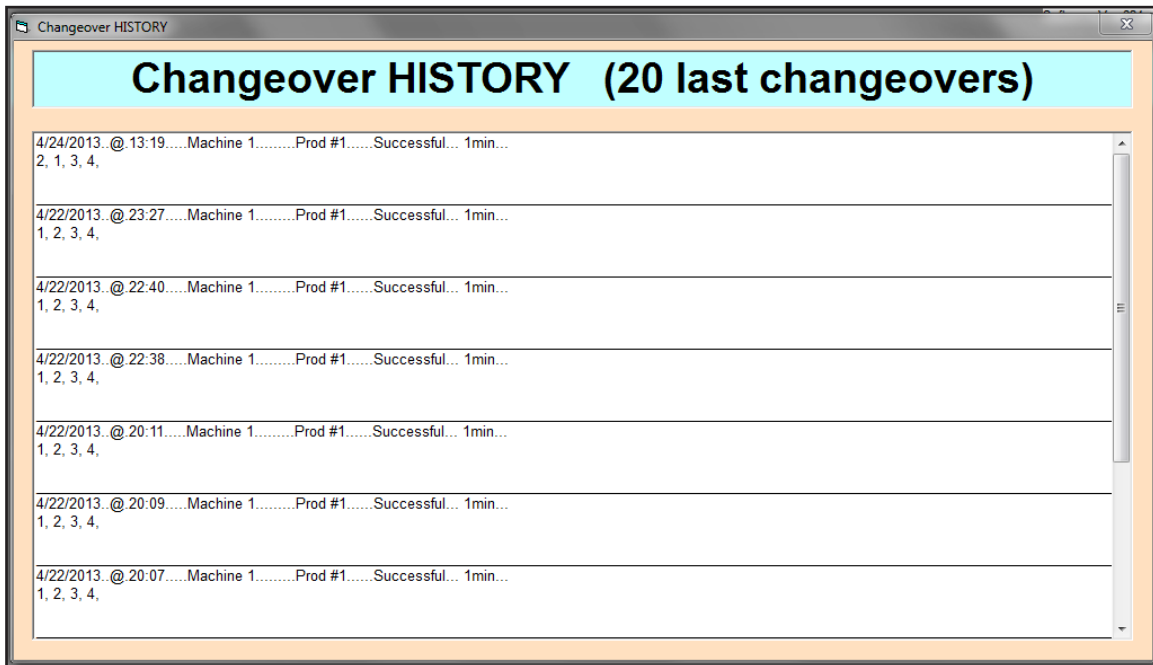 Changeover HISTORY
Changeover HISTORY (20 last changeovers)
4/24/2013..@.13:19.....Machine 1.........Prod #1......Successful... 1min...
2, 1, 3, 4,
4/22/2013..@.23:27.....Machine 1.........Prod #1......Successful... 1min...
1, 2, 3, 4,
4/22/2013..@.22:40.....Machine 1.........Prod #1......Successful... 1min...
1, 2, 3, 4,
4/22/2013..@.22:38.....Machine 1.........Prod #1......Successful... 1min...
1, 2, 3, 4,
4/22/2013..@.20:11.....Machine 1.........Prod #1......Successful... 1min...
1, 2, 3, 4,
4/22/2013..@.20:09.....Machine 1.........Prod #1......Successful... 1min...
1, 2, 3, 4,
4/22/2013..@.20:07.....Machine 1.........Prod #1......Successful... 1min...
1, 2, 3, 4,